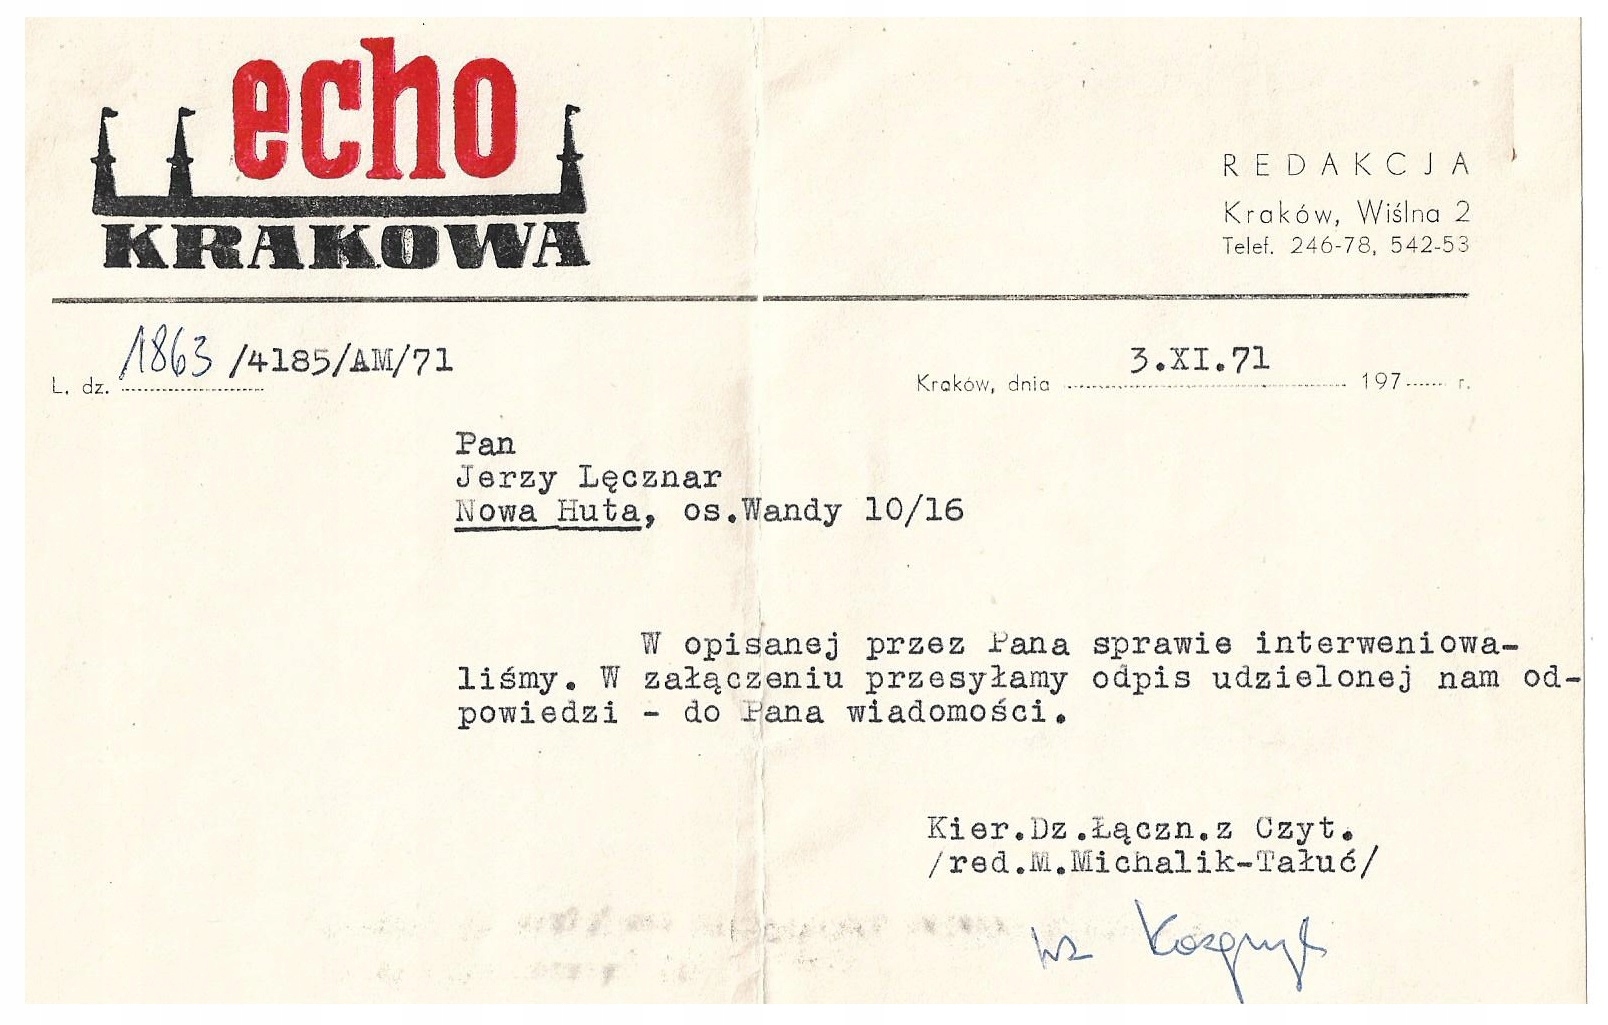 echo
KRAKOWA
REDAKCJA
Kraków, Wiślna 2
Telef. 246-78, 542-53
L. dz. 1863 /4185/AM/71
Kraków, dnia 3.XI.71 197 r.
Pan
Jerzy Lęcznar
Nowa Huta, os.Wandy 10/16
W opisanej przez Pana sprawie interweniowa-
liśmy. W załączeniu przesyłamy odpis udzielonej nam od-
powiedzi - do Pana wiadomości.
Kier.Dz.Łączn.z Czyt.
/red.M.Michalik-Tałuć/
wz